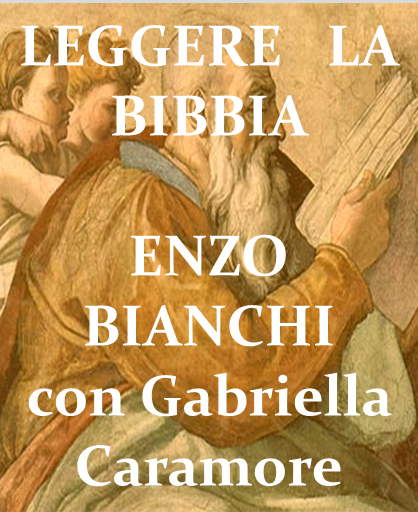 LEGGERE LA
BIBBIA
ENZO
BIANCHI
con Gabriella
Caramore